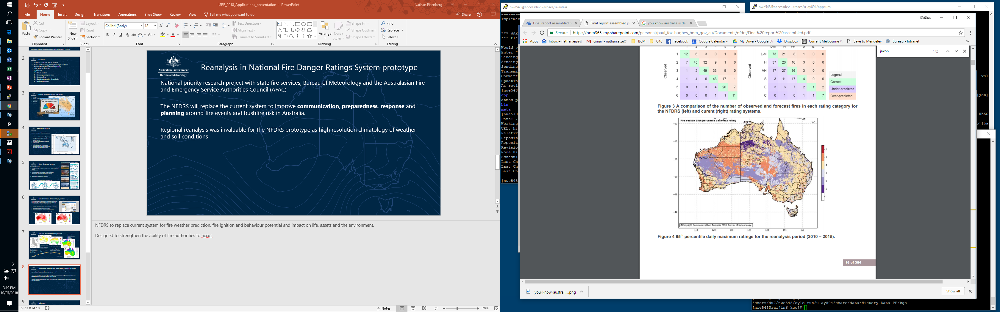 ISRR_2018_Applications_presentation - PowerPoint
Nathan Eizenberg
File Home Insert Design Transitions Animations Slide Show Review View Tell me what you want to do
Share
Paste
Cut
Copy
Format Painter
Clipboard
New Slide
Layout
Reset
Section
Slides
Calibri (Body) 12
Font
Text Direction
Align Text
Convert to SmartArt
Paragraph
Arrange
Quick Styles
Shape Fill
Shape Outline
Shape Effects
Drawing
Find
Replace
Select
Editing
2
Outline
3
Climate & weather hazards in Australia
4
BARRA description
5
Users, clients and partners
6
Reanalysis-based climate analysis products
7
Evolution of climate analysis products
8
Reanalysis in National Fire Danger Ratings System prototype
9
References
Australian Government
Bureau of Meteorology
Reanalysis in National Fire Danger Ratings System prototype
National priority research project with state fire services, Bureau of Meteorology and the Australasian Fire
and Emergency Service Authorities Council (AFAC)
The NFDRS will replace the current system to improve communication, preparedness, response and
planning around fire events and bushfire risk in Australia.
Regional reanalysis was invaluable for the NFDRS prototype as high resolution climatology of weather
and soil conditions
NFDRS to replace current system for fire weather prediction, fire ignition and behaviour potential and impact on life, assets and the environment.
Designed to strengthen the ability of fire authorities to accur
Slide 8 of 10
Notes
78%
3:19 PM
10/07/2018
nwe548@accessdev:~/roses/u-ay894
nwe548@accessdev:~/roses/u-ay894/app/um
Implemen
*** WAR
*** Ple
Would y
Enter "
Sending
Sending
Sending
Transmi
Committ
Updatin
At revi
[nwe548
app
atmos_p
bin
meta
[nwe548
Path: .
Working
URL: ht
Relativ
Reposit
Reposit
Revisio
Node Ki
Schedul
Last Ch
Last Ch
Last Ch
[nwe548
Nathan
Final report assembled.p
Final report assembled.p
you know australia is dan
Secure
https://bom365-my.sharepoint.com/personal/paul_fox-hughes_bom_gov_au/Documents/nfdrs/Final%20report%20assembled.pdf
Apps Inbox – nathan.eize Gmail - nathan.eize BoM C4C facebook Google Calendar - My Drive - Google Dr Dropbox Current Melbourne W Save to Mendeley Bureau - Intranet
jakob 1/2
1 2 3 4 5 6
Observed
1 12 6 3 0 1 0
2 7 45 32 9 1 0
3 1 2 49 33 9 0
4 1 4 6 43 17 1
5 0 1 3 4 26 7
6 0 0 0 1 1 11
L-M H VH S E C
Observed
L-M 73 21 8 1 0 0
H 37 20 16 3 0 0
VH 17 27 36 3 0 0
S 3 11 17 4 0 0
E 3 6 7 2 1 2
C 0 1 0 1 1 7
Legend
Correct
Under-predicted
Over-predicted
Figure 3 A comparison of the number of observed and forecast fires in each rating category for
the NFDRS (left) and curent (right) rating systems.
Fire season 95th percentile daily max rating
-12
-18
-24
-30
-36
-42
114 120 126 132 138 144 150
6
5
4
3
2
1
©Copyright Commonwealth of Australia 2018, Bureau of Meteorology
Figure 4 95th percentile daily maximum ratings for the reanalysis period (2010 – 2015).
16 of 384
you-know-australi....png
Show all
- val
[job]
_RESO
b][ba
/short/du7/nwe548/cylc-run/u-ay894/share/data/History_Data_PE/kgo
[nwe548@raijin6 kgo]$